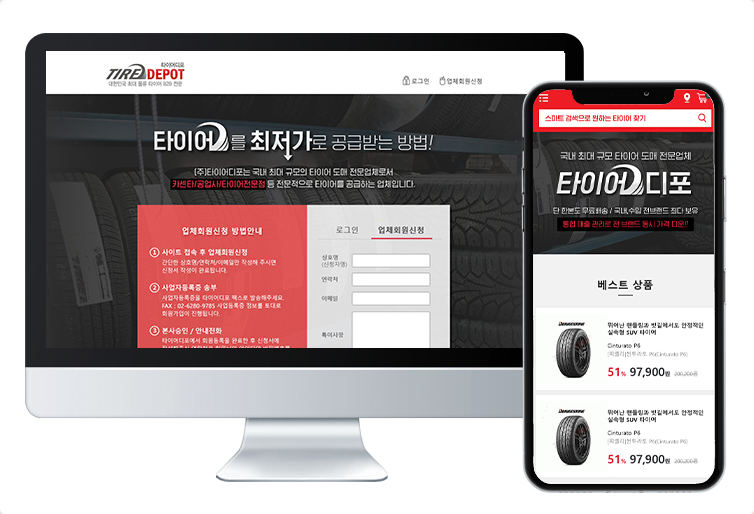 타이어디포
TIRE DEPOT
대한민국 최대 물류 타이어 B2B 전문
로그인
업체회원신청
타이어D를 최저가로 공급받는 방법!
(주)타이어디포는 국내 최대 규모의 타이어 도매 전문업체로서
카센타/공업사/타이어전문점 등 전문적으로 타이어를 공급하는 업체입니다.
업체회원신청 방법안내
1 사이트 접속 후 업체회원신청
간단한 상호명/연락처/이메일만 작성해 주시면
신청서 작성이 완료됩니다.
2 사업자등록증 송부
사업자등록증을 타이어디포 팩스로 발송해주세요.
FAX : 02-6280-9785 사업등록증 정보를 토대로
회원가입이 진행됩니다.
3 본사승인 / 안내전화
타이어디포에서 회원등록을 완료한 후 신청서에
로그인
업체회원신청
상호명
(신청자명)
연락처
이메일
특이사항
스마트 검색으로 원하는 타이어 찾기
국내 최대 규모 타이어 도매 전문업체
타이어D디포
단 한본도 무료배송 / 국내,수입 전브랜드 최다 보유
통합 매출 관리로 전 브랜드 동시 가격 다운!!
베스트 상품
BRIDGESTONE
뛰어난 핸들링과 빗길에서도 안정적인
실속형 SUV 타이어
Cinturato P6
[피렐리]친투라토 P6(Cinturato P6)
51% 97,900원 200,200원
BRIDGESTONE
뛰어난 핸들링과 빗길에서도 안정적인
실속형 SUV 타이어
Cinturato P6
[피렐리]친투라토 P6(Cinturato P6)
51% 97,900원 200,200원